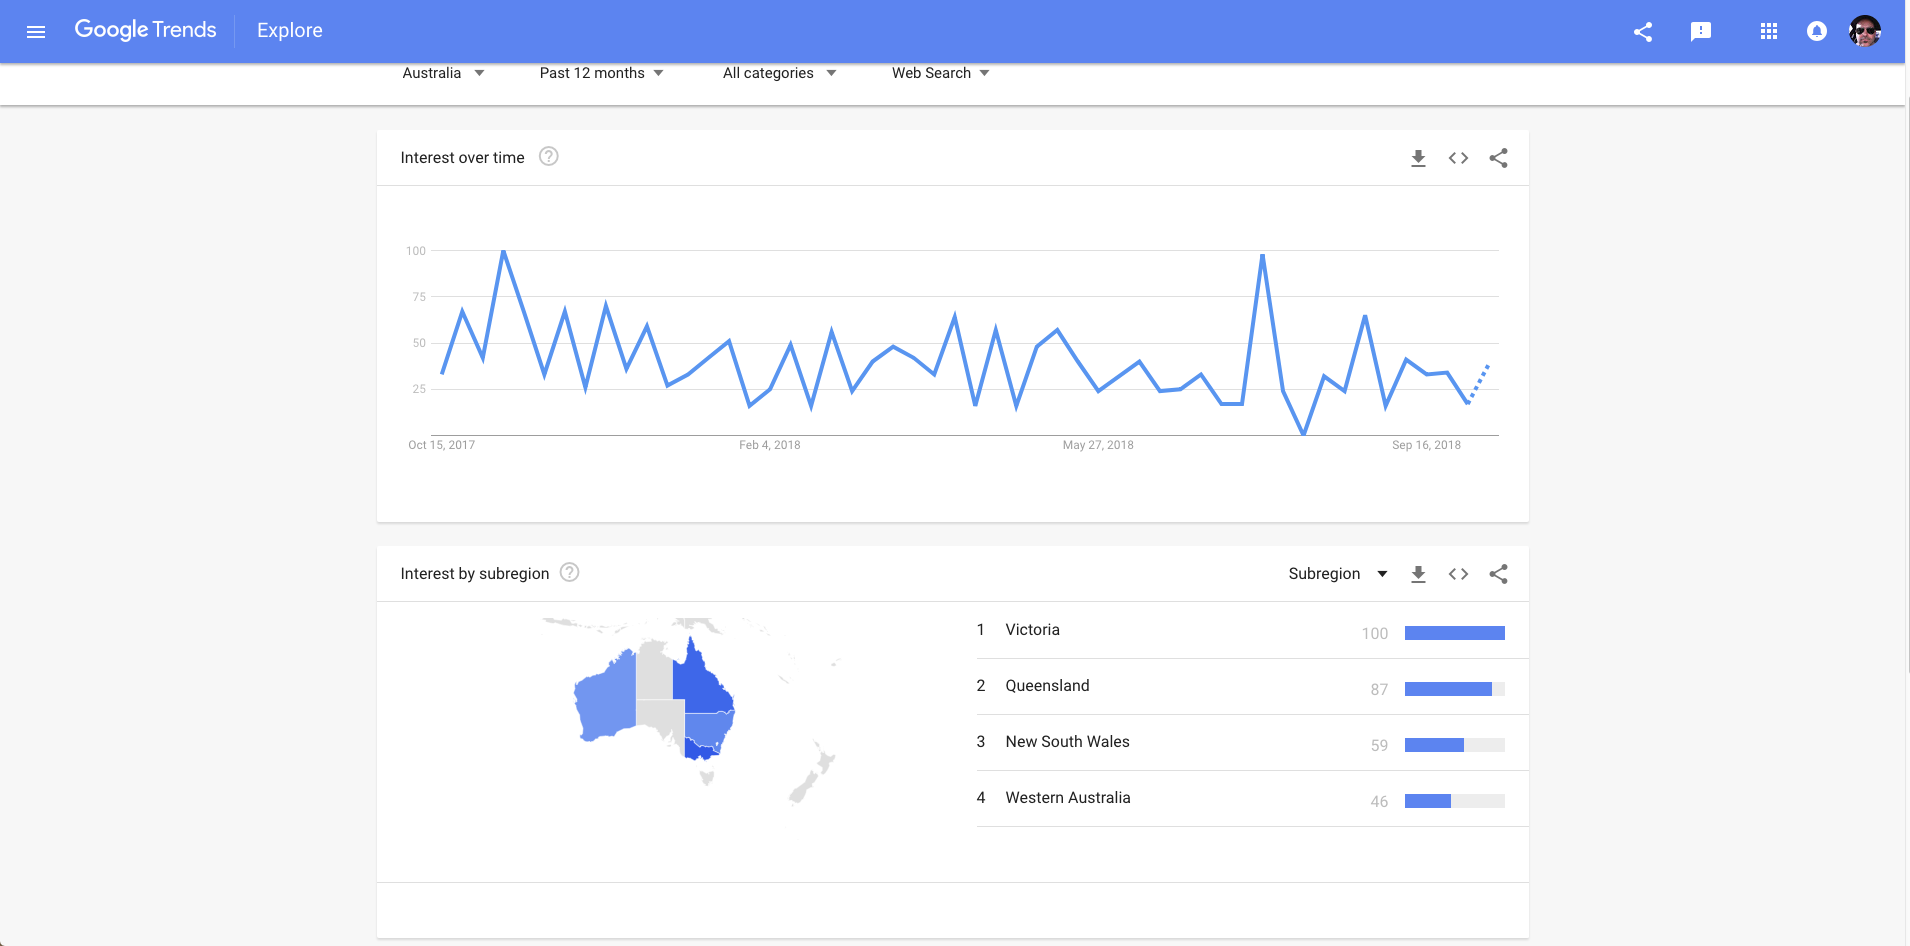 Google Trends Explore
Australia Past 12 months All categories Web Search
Interest over time ?
100
75
50
25
Oct 15, 2017 Feb 4, 2018 May 27, 2018 Sep 16, 2018
Interest by subregion ? Subregion
1 Victoria 100
2 Queensland 87
3 New South Wales 59
4 Western Australia 46